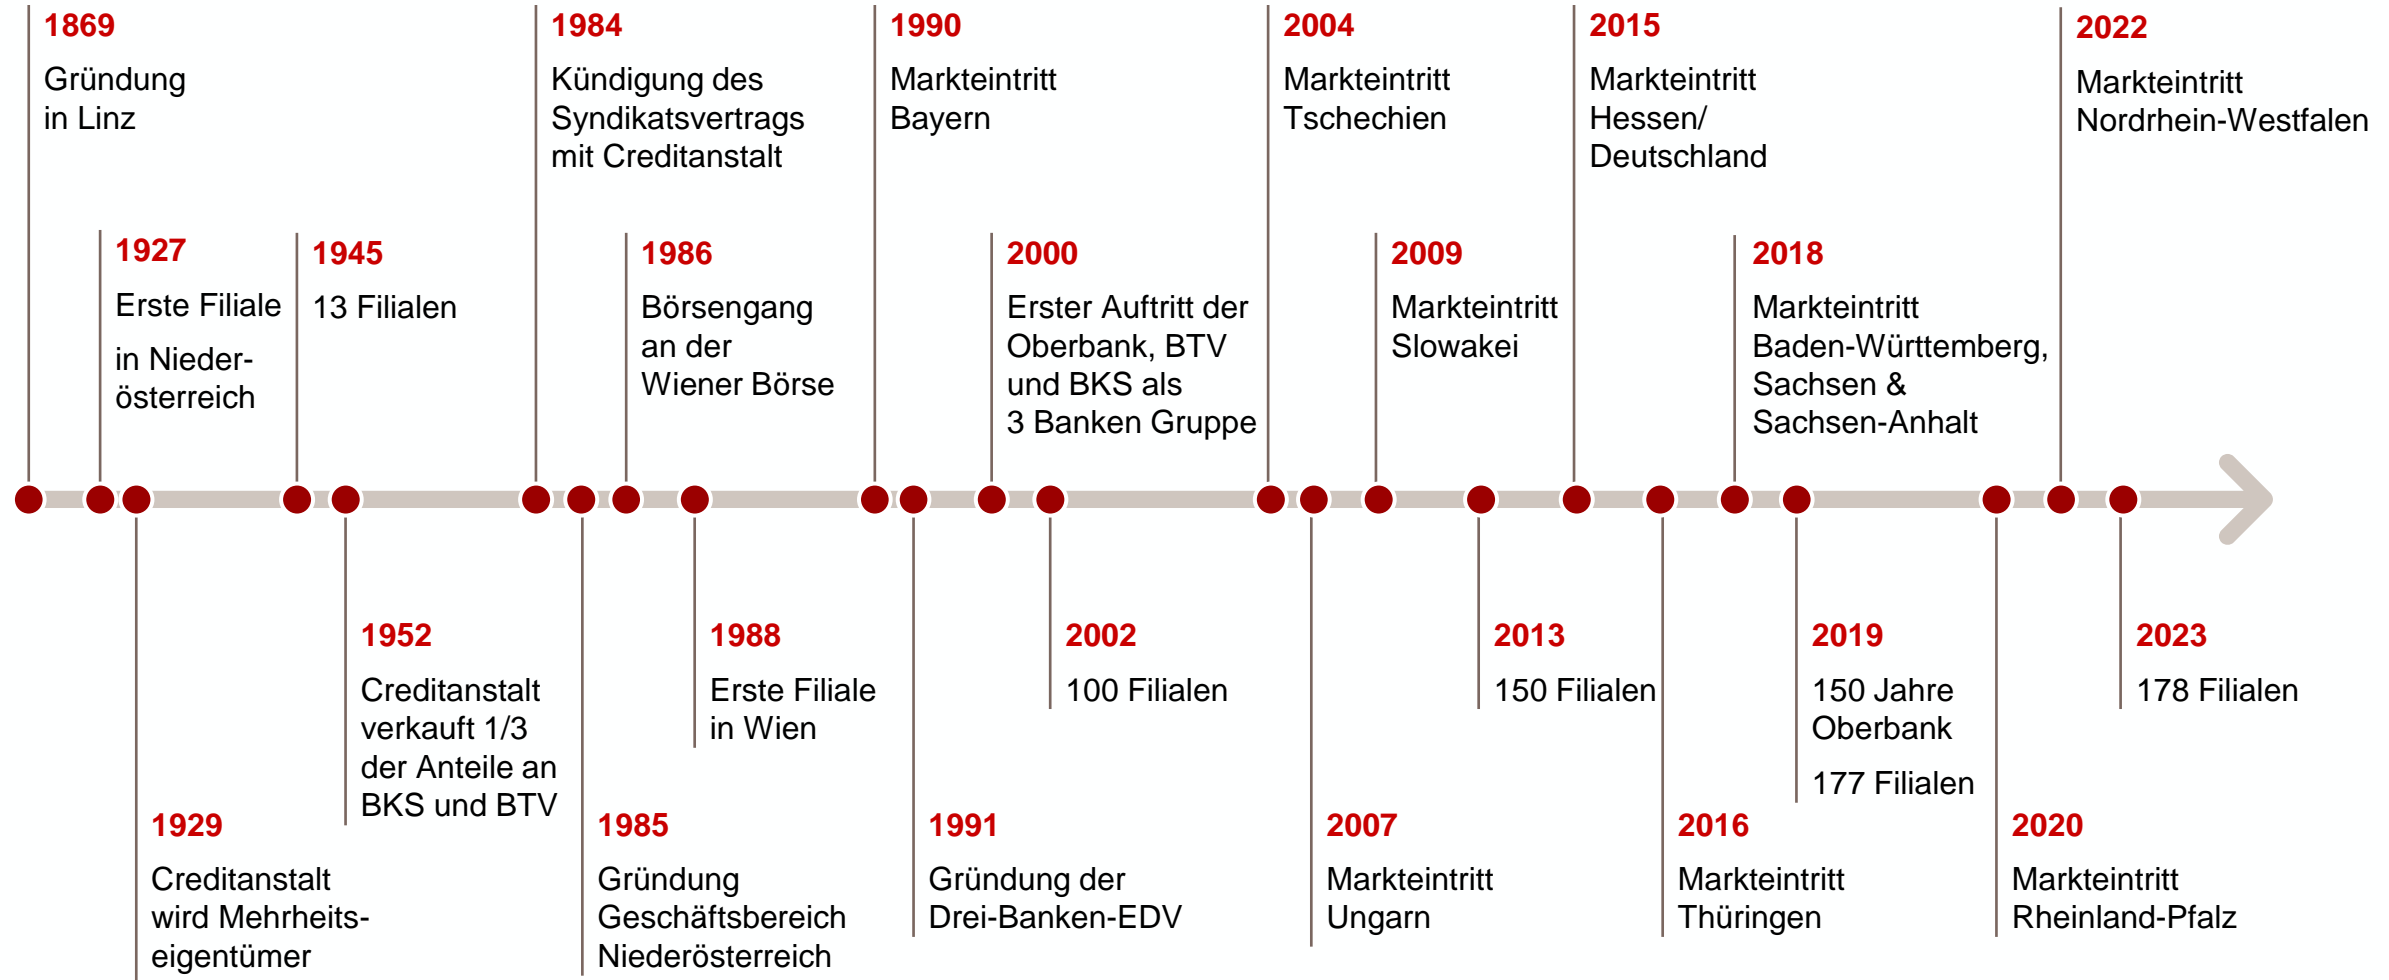 1869
Gründung
in Linz
1927
Erste Filiale
in Nieder-
österreich
1929
Creditanstalt
wird Mehrheits-
eigentümer
1945
13 Filialen
1952
Creditanstalt
verkauft 1/3
der Anteile an
BKS und BTV
1984
Kündigung des
Syndikatsvertrags
mit Creditanstalt
1985
Gründung
Geschäftsbereich
Niederösterreich
1986
Börsengang
an der
Wiener Börse
1988
Erste Filiale
in Wien
1990
Markteintritt
Bayern
1991
Gründung der
Drei-Banken-EDV
2000
Erster Auftritt der
Oberbank, BTV
und BKS als
3 Banken Gruppe
2002
100 Filialen
2004
Markteintritt
Tschechien
2007
Markteintritt
Ungarn
2009
Markteintritt
Slowakei
2013
150 Filialen
2015
Markteintritt
Hessen/
Deutschland
2016
Markteintritt
Thüringen
2018
Markteintritt
Baden-Württemberg,
Sachsen &
Sachsen-Anhalt
2019
150 Jahre
Oberbank
177 Filialen
2020
Markteintritt
Rheinland-Pfalz
2022
Markteintritt
Nordrhein-Westfalen
2023
178 Filialen